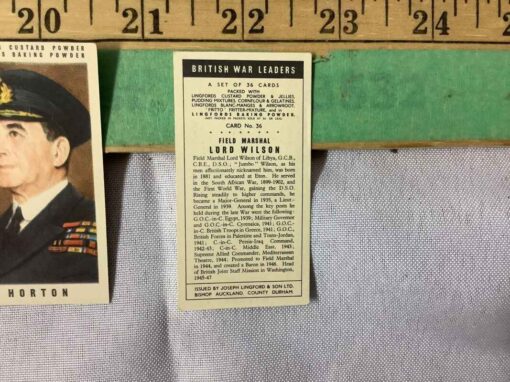 20
21
22
23
24
CUSTARD POWDER
BAKING POWDER
HORTON
BRITISH WAR LEADERS
A SET OF 36 CARDS
PACKED WITH
LINGFORDS CUSTARD POWDER & JELLIES,
PUDDING MIXTURES, CORNFLOUR & GELATINES,
LINGFORDS BLANC-MANGES & ARROWROOT,
"FRITTO" FRITTER-MIXTURE, and in
LINGFORDS BAKING POWDER.
CARD No. 36
FIELD MARSHAL
LORD WILSON
Field Marshal Lord Wilson of Libya, G.C.B.,
C.B.E., D.S.O.; "Jumbo" Wilson, as his
men affectionately nicknamed him, was born
in 1881 and educated at Eton. He served
in the South African War, 1899-1902, and
the First World War, gaining the D.S.O.
Rising steadily to higher commands, he
became a Major-General in 1935, a Lieut.-
General in 1939. Among the key posts he
held during the late War were the following:
G.O.C.-in-C. Egypt, 1939; Military Governor
and G.O.C.-in-C. Cyrenaica, 1941; G.O.C.-
in-C. British Troops in Greece, 1941; G.O.C.,
British Forces in Palestine and Trans-Jordan,
1941; C.-in-C. Persia-Iraq Command,
1942-43; C.-in-C. Middle East, 1943;
Supreme Allied Commander, Mediterranean
Theatre, 1944. Promoted to Field Marshal
in 1944, and created a Baron in 1946. Head
of British Joint Staff Mission in Washington,
1945-47
ISSUED BY JOSEPH LINGFORD & SON LTD.
BISHOP AUCKLAND, COUNTY DURHAM.